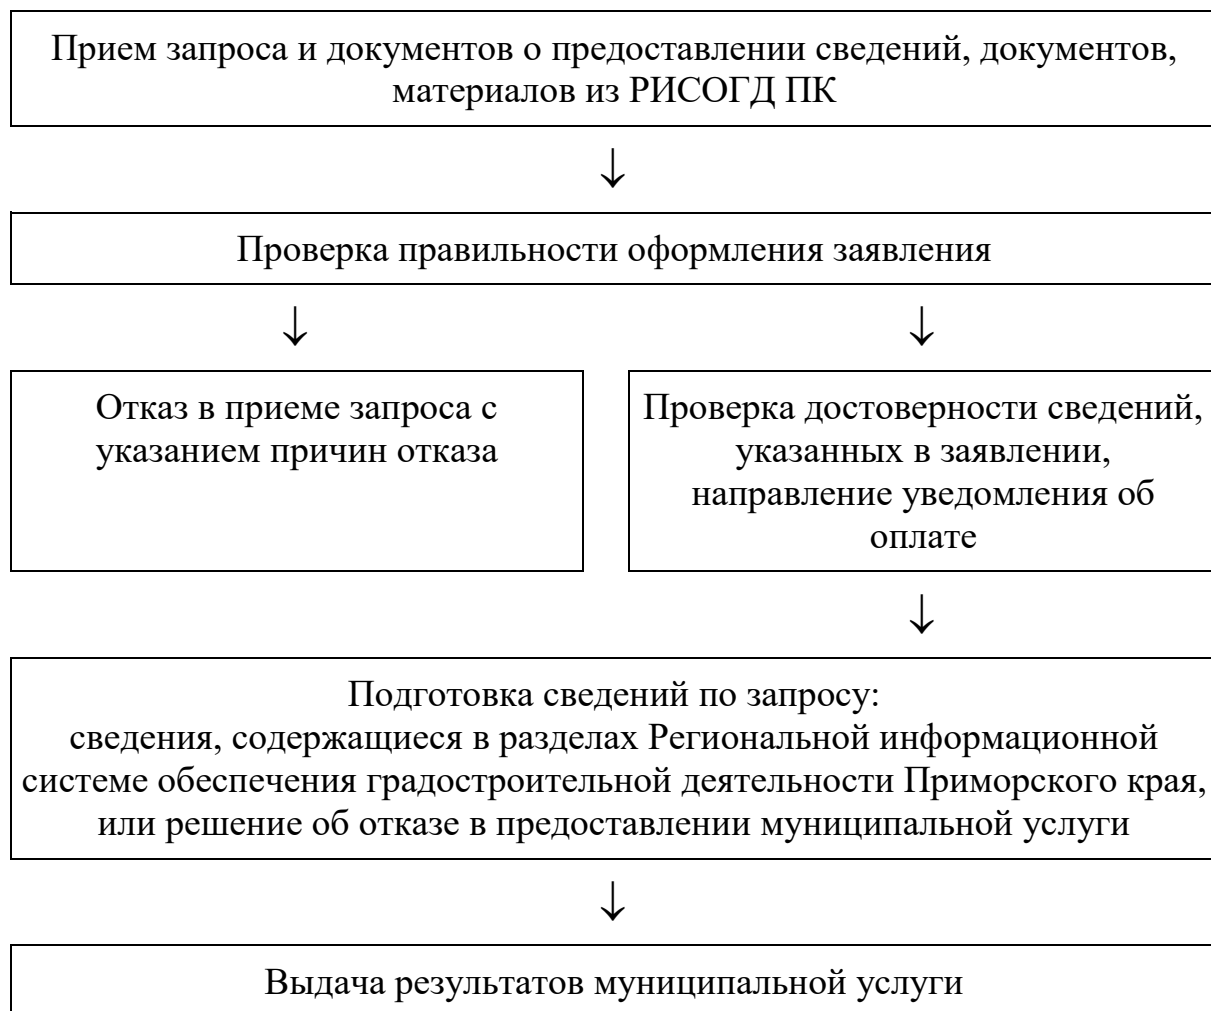 Прием запроса и документов о предоставлении сведений, документов,
материалов из РИСОГД ПК
↓
Проверка правильности оформления заявления
↓
↓
Отказ в приеме запроса с
указанием причин отказа
Проверка достоверности сведений,
указанных в заявлении,
направление уведомления об
оплате
↓
Подготовка сведений по запросу:
сведения, содержащиеся в разделах Региональной информационной
системе обеспечения градостроительной деятельности Приморского края,
или решение об отказе в предоставлении муниципальной услуги
↓
Выдача результатов муниципальной услуги